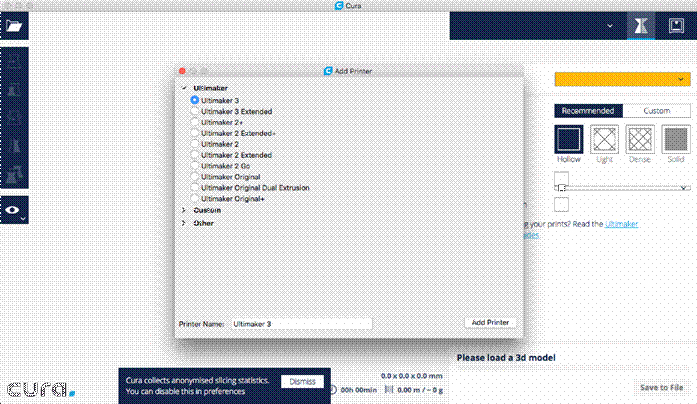 Cura
Add Printer
Ultimaker
Ultimaker 3
Ultimaker 3 Extended
Ultimaker 2+
Ultimaker 2 Extended+
Ultimaker 2
Ultimaker 2 Extended
Ultimaker 2 Go
Ultimaker Original
Ultimaker Original Dual Extrusion
Ultimaker Original+
Custom
Other
Printer Name: Ultimaker 3
Add Printer
Recommended Custom
Hollow Light Dense Solid
your prints? Read the Ultimaker
Please load a 3d model
0.0 x 0.0 x 0.0 mm
00h 00min 0.00 m / ~ 0 g
Save to File
Cura collects anonymised slicing statistics.
You can disable this in preferences
Dismiss
cura.